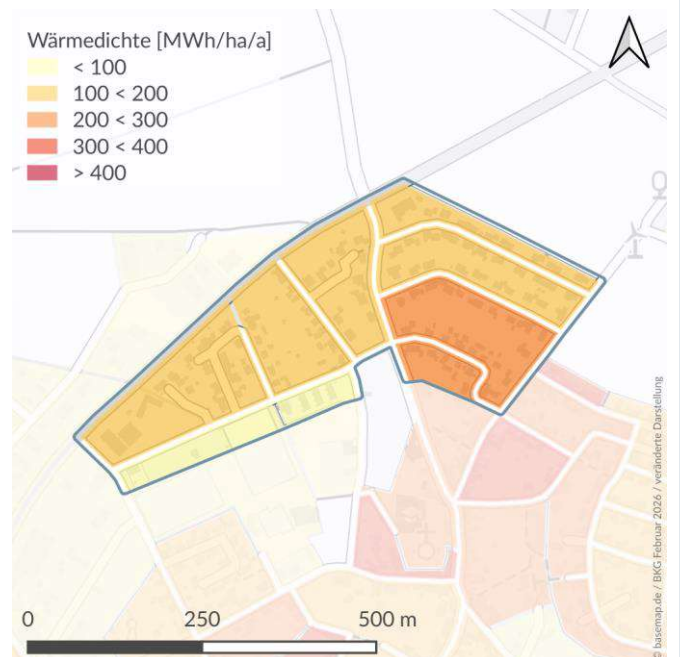 Wärmedichte [MWh/ha/a]
< 100
100 < 200
200 < 300
300 < 400
> 400
© basemap.de / BKG Februar 2026 / veränderte Darstellung
0 250 500 m